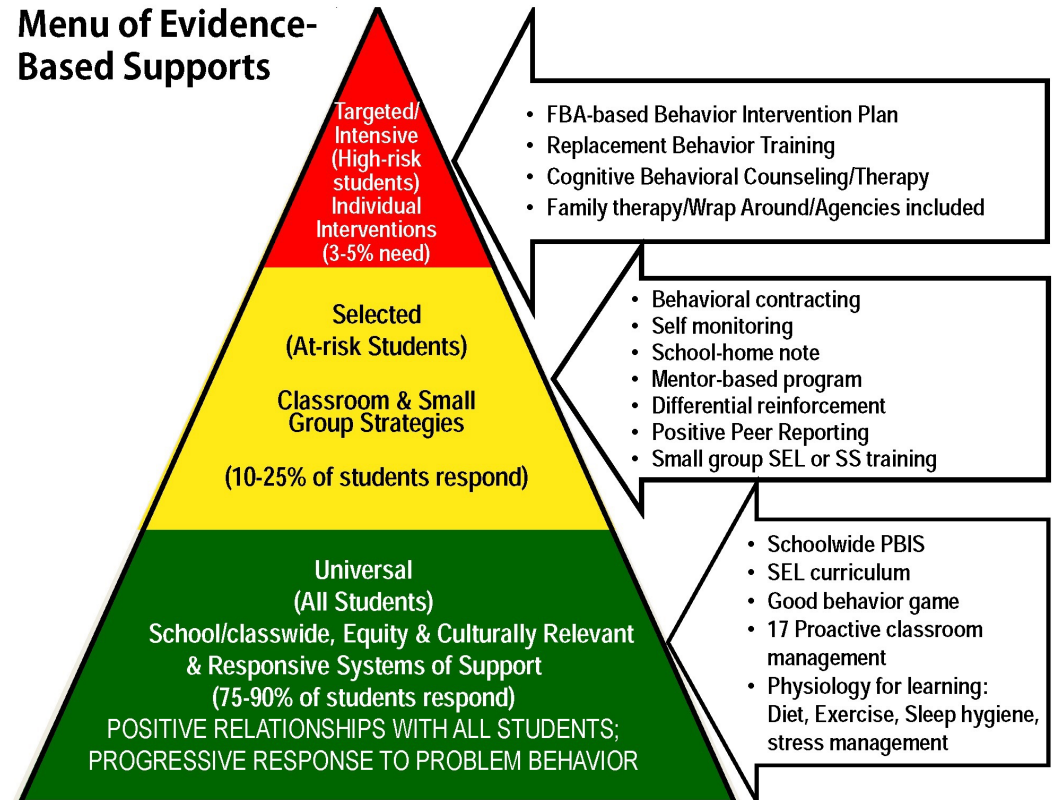 Menu of Evidence-
Based Supports
Targeted/
Intensive
(High-risk
students)
Individual
Interventions
(3-5% need)
• FBA-based Behavior Intervention Plan
• Replacement Behavior Training
• Cognitive Behavioral Counseling/Therapy
• Family therapy/Wrap Around/Agencies included
Selected
(At-risk Students)
Classroom & Small
Group Strategies
(10-25% of students respond)
• Behavioral contracting
• Self monitoring
• School-home note
• Mentor-based program
• Differential reinforcement
• Positive Peer Reporting
• Small group SEL or SS training
Universal
(All Students)
School/classwide, Equity & Culturally Relevant
& Responsive Systems of Support
(75-90% of students respond)
POSITIVE RELATIONSHIPS WITH ALL STUDENTS;
PROGRESSIVE RESPONSE TO PROBLEM BEHAVIOR
• Schoolwide PBIS
• SEL curriculum
• Good behavior game
• 17 Proactive classroom
management
• Physiology for learning:
Diet, Exercise, Sleep hygiene,
stress management